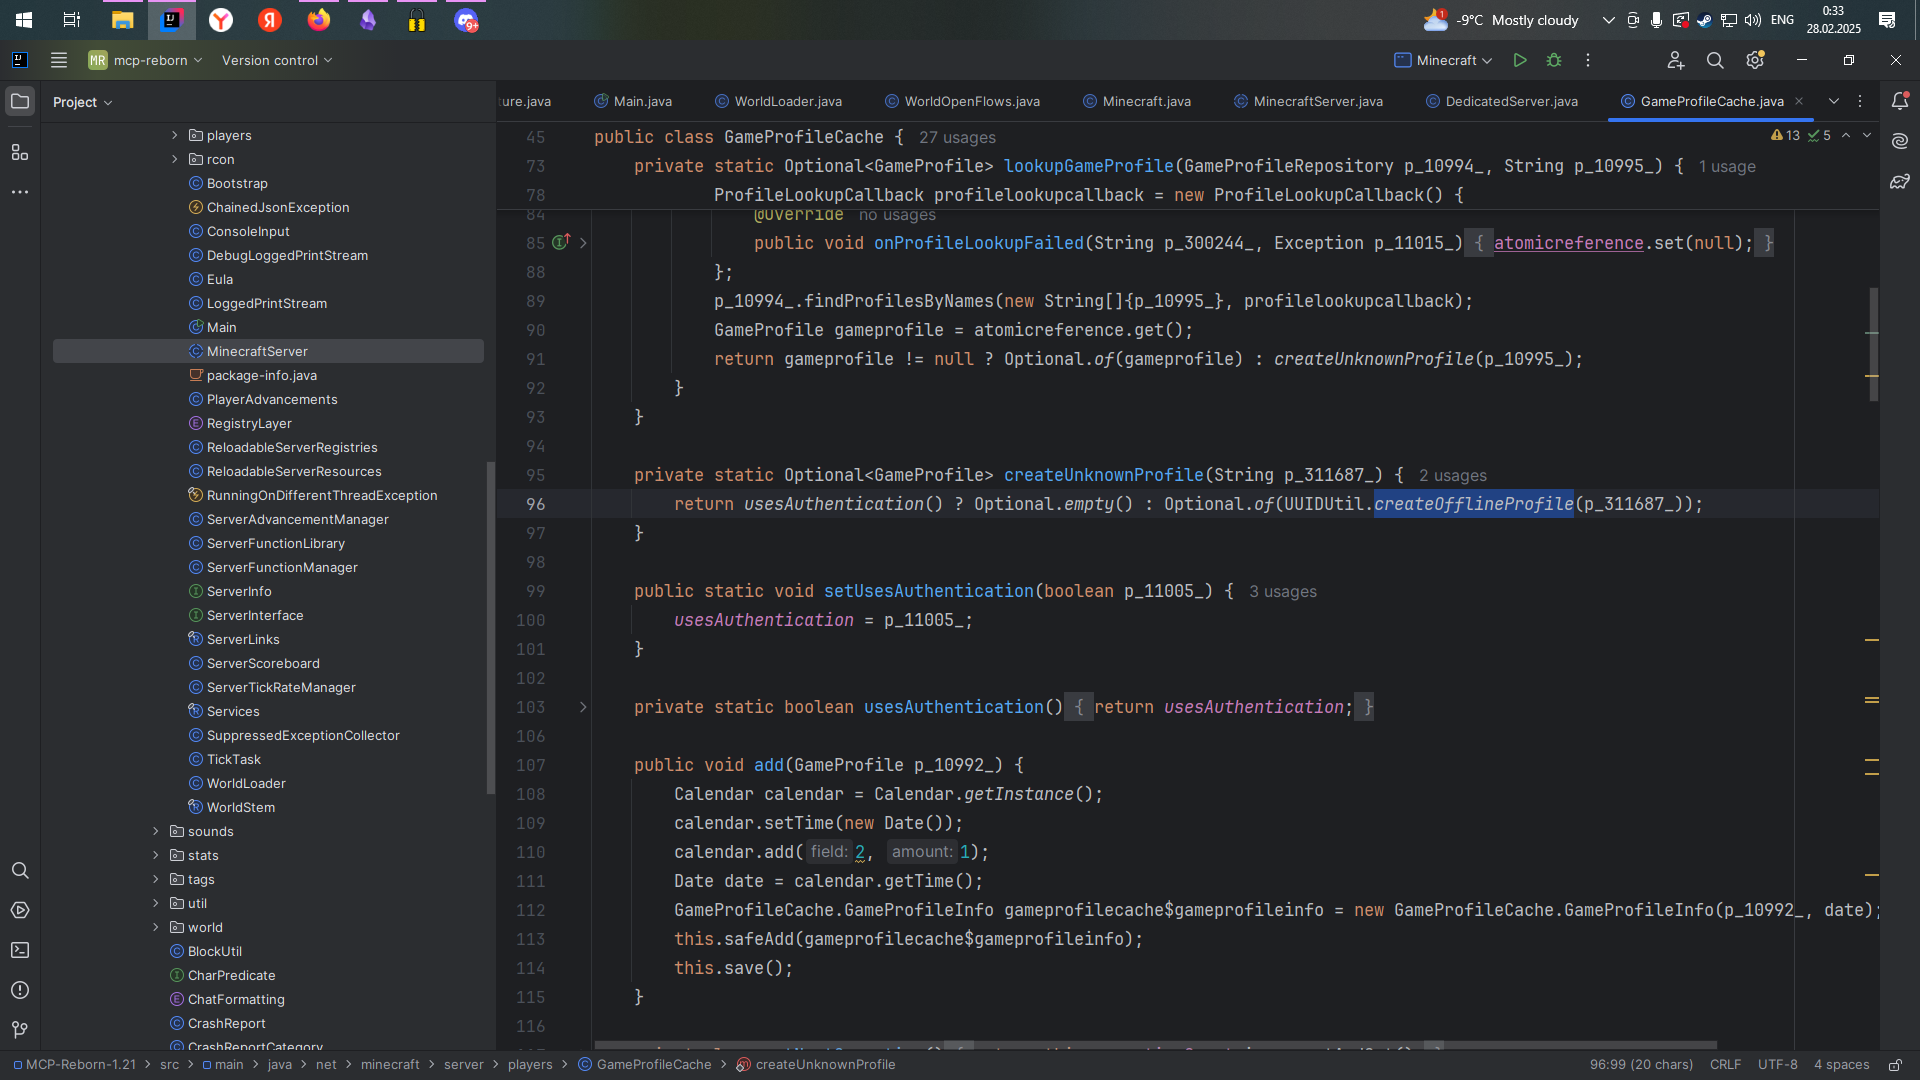 1
-9°C Mostly cloudy
ENG
0:33
28.02.2025
9+
MR mcp-reborn
Version control
Minecraft
Project
ture.java
Main.java
WorldLoader.java
WorldOpenFlows.java
Minecraft.java
MinecraftServer.java
DedicatedServer.java
GameProfileCache.java
players
rcon
Bootstrap
ChainedJsonException
ConsoleInput
DebugLoggedPrintStream
Eula
LoggedPrintStream
Main
MinecraftServer
package-info.java
PlayerAdvancements
RegistryLayer
ReloadableServerRegistries
ReloadableServerResources
RunningOnDifferentThreadException
ServerAdvancementManager
ServerFunctionLibrary
ServerFunctionManager
ServerInfo
ServerInterface
ServerLinks
ServerScoreboard
ServerTickRateManager
Services
SuppressedExceptionCollector
TickTask
WorldLoader
WorldStem
sounds
stats
tags
util
world
BlockUtil
CharPredicate
ChatFormatting
CrashReport
CrashReportCategory
13 5
45 public class GameProfileCache { 27 usages
73 private static Optional<GameProfile> lookupGameProfile(GameProfileRepository p_10994_, String p_10995_) { 1 usage
78 ProfileLookupCallback profilelookupcallback = new ProfileLookupCallback() {
84 @Override no usages
85 public void onProfileLookupFailed(String p_300244_, Exception p_11015_) { atomicreference.set(null); }
88 };
89 p_10994_.findProfilesByNames(new String[]{p_10995_}, profilelookupcallback);
90 GameProfile gameprofile = atomicreference.get();
91 return gameprofile != null ? Optional.of(gameprofile) : createUnknownProfile(p_10995_);
92 }
93 }
94
95 private static Optional<GameProfile> createUnknownProfile(String p_311687_) { 2 usages
96 return usesAuthentication() ? Optional.empty() : Optional.of(UUIDUtil.createOfflineProfile(p_311687_));
97 }
98
99 public static void setUsesAuthentication(boolean p_11005_) { 3 usages
100 usesAuthentication = p_11005_;
101 }
102
103 private static boolean usesAuthentication() { return usesAuthentication; }
106
107 public void add(GameProfile p_10992_) {
108 Calendar calendar = Calendar.getInstance();
109 calendar.setTime(new Date());
110 calendar.add( field: 2, amount: 1);
111 Date date = calendar.getTime();
112 GameProfileCache.GameProfileInfo gameprofilecache$gameprofileinfo = new GameProfileCache.GameProfileInfo(p_10992_, date);
113 this.safeAdd(gameprofilecache$gameprofileinfo);
114 this.save();
115 }
116
MCP-Reborn-1.21 > src > main > java > net > minecraft > server > players > GameProfileCache > createUnknownProfile
96:99 (20 chars) CRLF UTF-8 4 spaces